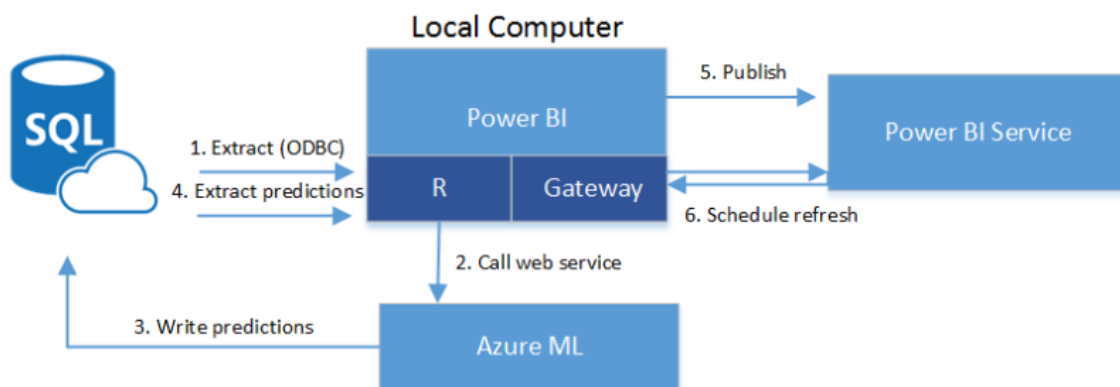 Local Computer
SQL
Power BI
5. Publish
Power BI Service
1. Extract (ODBC)
4. Extract predictions
R
Gateway
6. Schedule refresh
2. Call web service
3. Write predictions
Azure ML